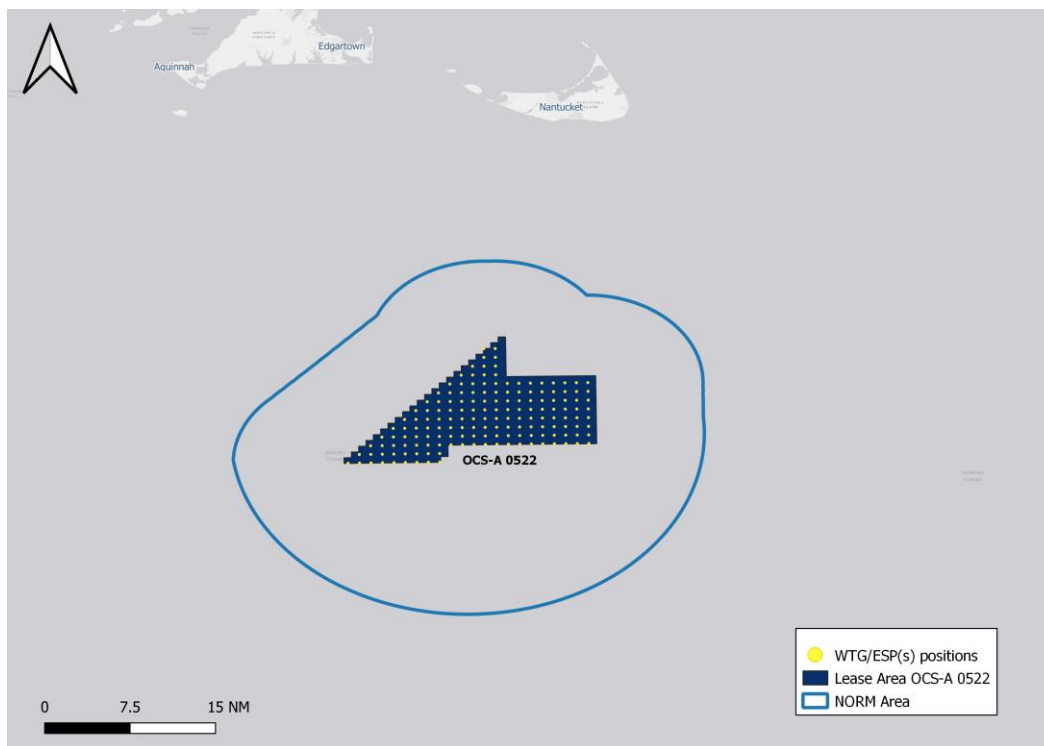 Edgartown
Aquinnah
Nantucket
OCS-A 0522
WTG/ESP(s) positions
Lease Area OCS-A 0522
NORM Area
0 7.5 15 NM